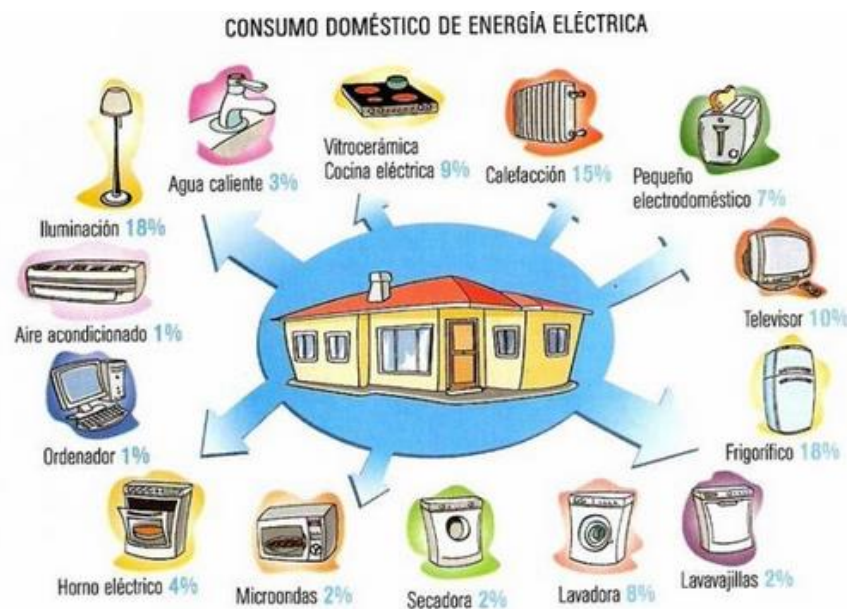 CONSUMO DOMÉSTICO DE ENERGÍA ELÉCTRICA
Iluminación 18%
Agua caliente 3%
Vitrocerámica
Cocina eléctrica 9%
Calefacción 15%
Pequeño
electrodoméstico 7%
Aire acondicionado 1%
Televisor 10%
Ordenador 1%
Frigorífico 18%
Horno eléctrico 4%
Microondas 2%
Secadora 2%
Lavadora 8%
Lavavajillas 2%